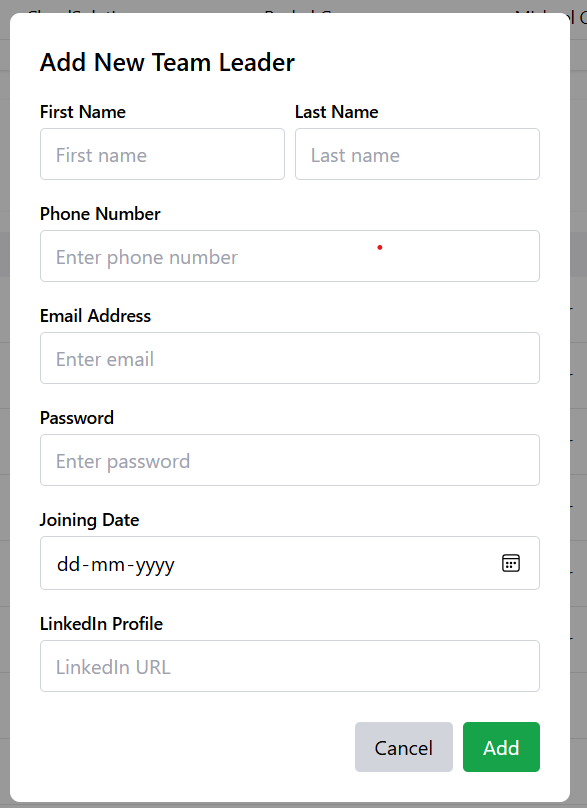 Add New Team Leader
First Name Last Name
First name Last name
Phone Number
Enter phone number
Email Address
Enter email
Password
Enter password
Joining Date
dd-mm-yyyy
LinkedIn Profile
LinkedIn URL
Cancel Add